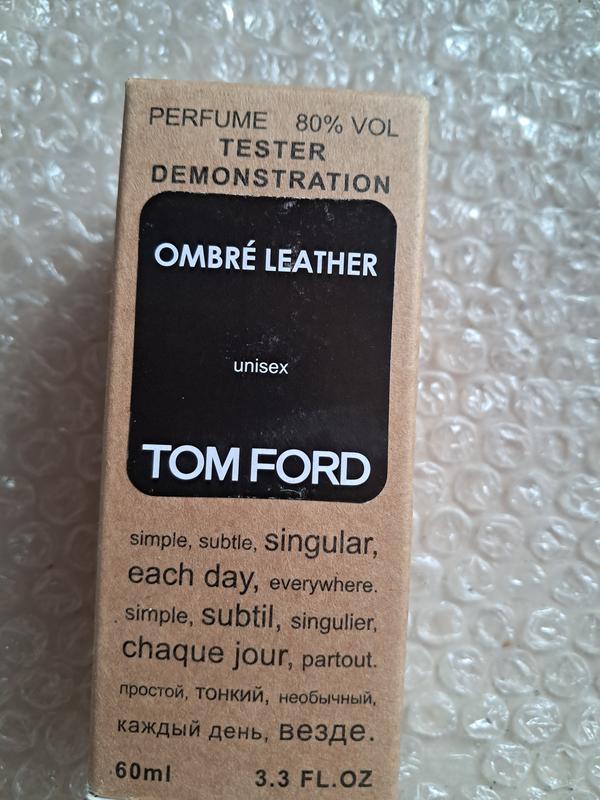 PERFUME 80% VOL
TESTER
DEMONSTRATION
OMBRÉ LEATHER
unisex
TOM FORD
simple, subtle, singular,
each day, everywhere.
simple, subtil, singulier,
chaque jour, partout.
простой, тонкий, необычный,
каждый день, везде.
60ml 3.3 FL.OZ